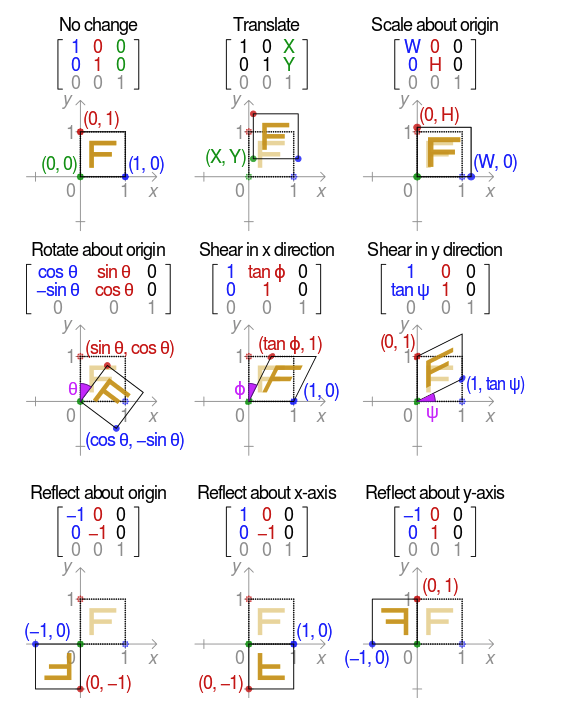 No change
1 0 0
0 1 0
0 0 1
y
(0, 1)
1
(0, 0)
(1, 0)
0
1
x
Translate
1 0 X
0 1 Y
0 0 1
y
1
(X, Y)
0
1
x
Scale about origin
W 0 0
0 H 0
0 0 1
y
(0, H)
1
(W, 0)
0
1
x
Rotate about origin
cos θ sin θ 0
−sin θ cos θ 0
0 0 1
y
(sin θ, cos θ)
1
θ
0
1
x
(cos θ, −sin θ)
Shear in x direction
1 tan ϕ 0
0 1 0
0 0 1
y
(tan ϕ, 1)
1
ϕ
(1, 0)
0
1
x
Shear in y direction
1 0 0
tan ψ 1 0
0 0 1
y
(0, 1)
1
(1, tan ψ)
0
ψ
1
x
Reflect about origin
−1 0 0
0 −1 0
0 0 1
y
1
(−1, 0)
0
1
x
(0, −1)
Reflect about x-axis
1 0 0
0 −1 0
0 0 1
y
1
(1, 0)
0
1
x
(0, −1)
Reflect about y-axis
−1 0 0
0 1 0
0 0 1
y
(0, 1)
1
(−1, 0)
0
1
x